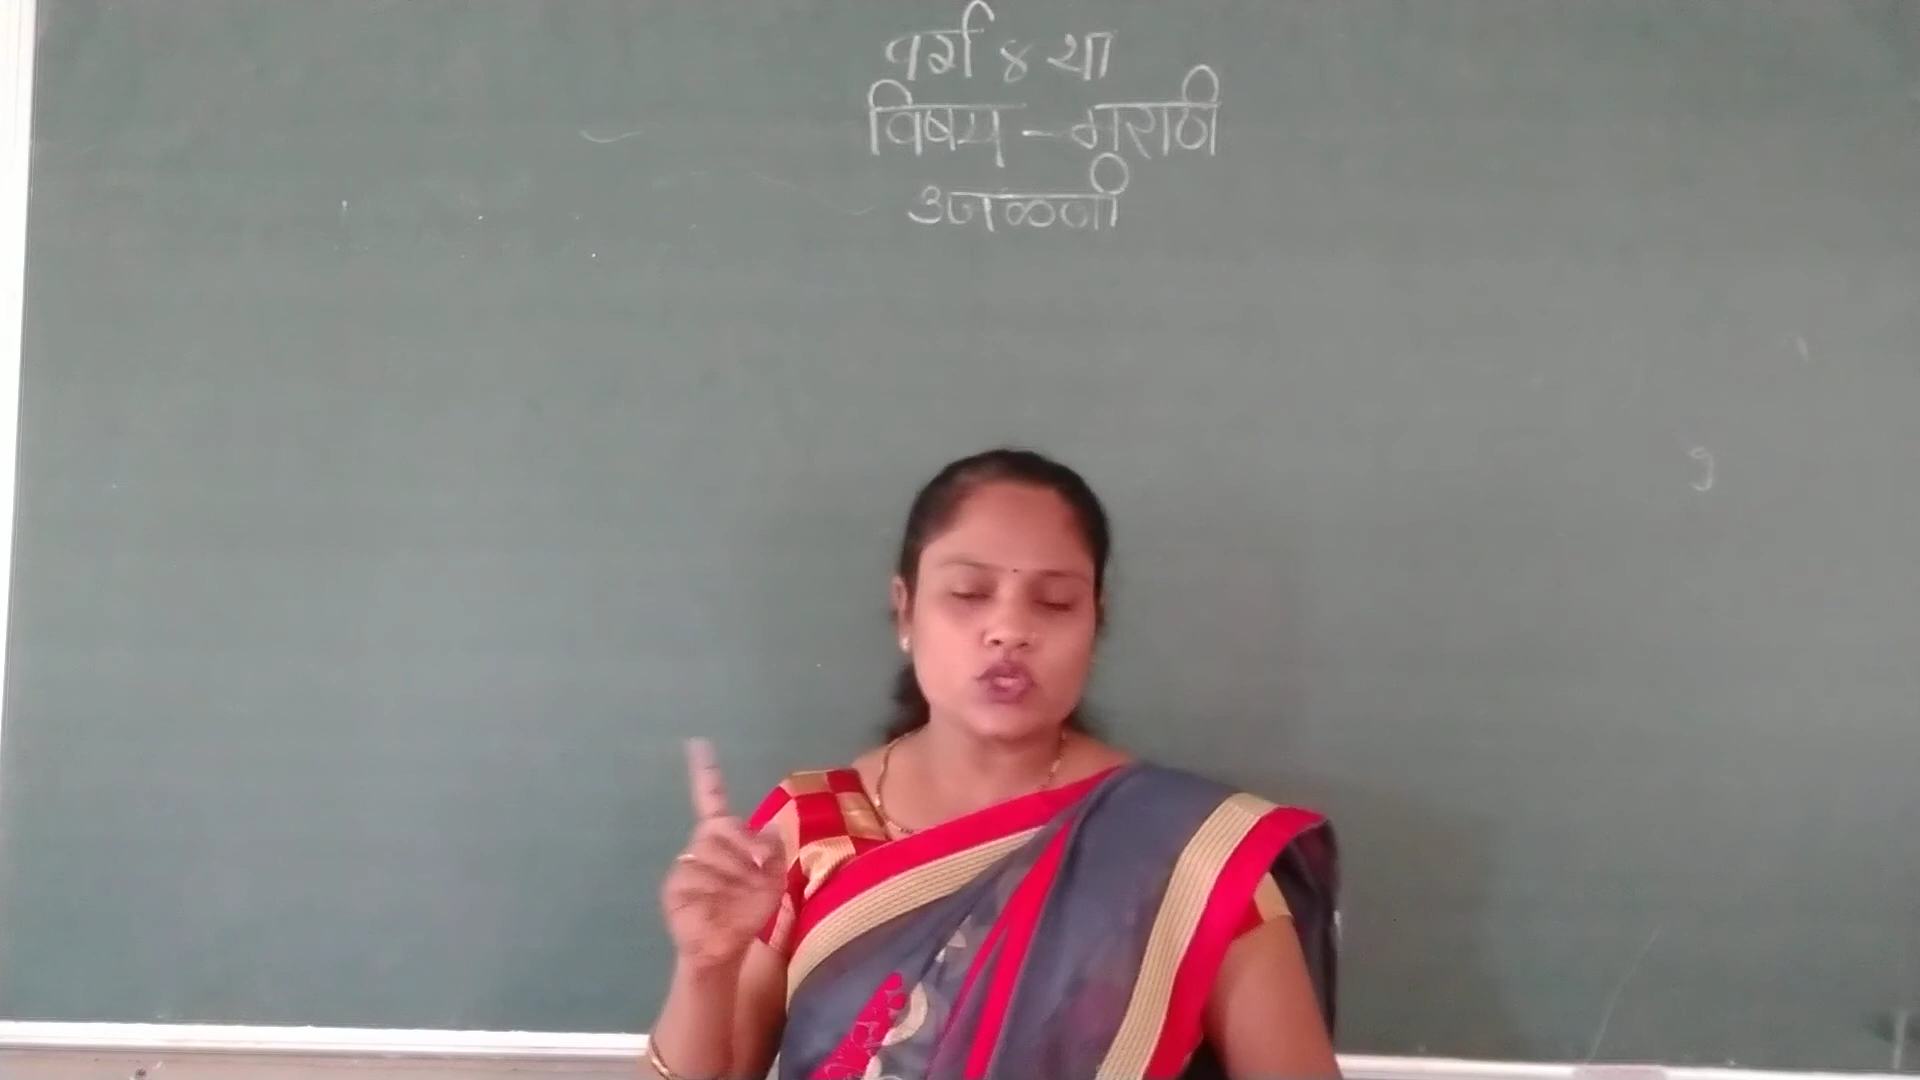 वर्ग ४ था
विषय - मराठी
उजळणी